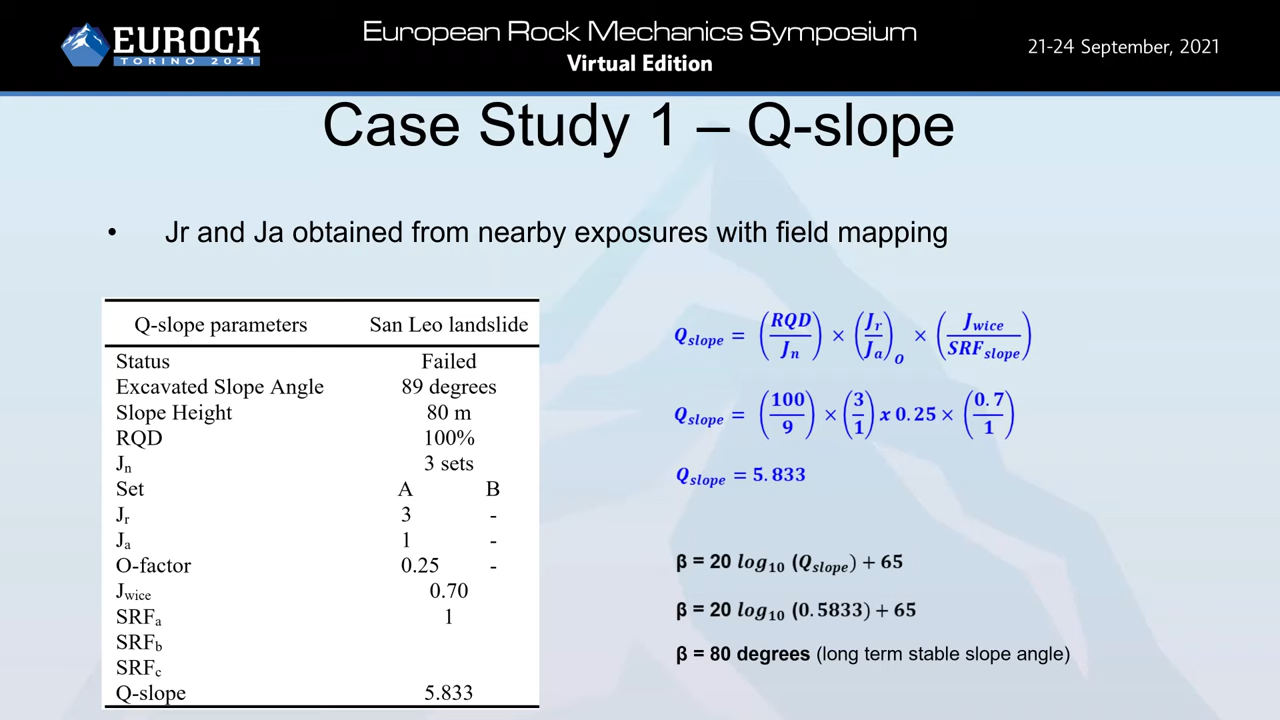 EUROCK
TORINO 2021
European Rock Mechanics Symposium
Virtual Edition
21-24 September, 2021
Case Study 1 – Q-slope
• Jr and Ja obtained from nearby exposures with field mapping
Q-slope parameters San Leo landslide
Status Failed
Excavated Slope Angle 89 degrees
Slope Height 80 m
RQD 100%
Jn 3 sets
Set A B
Jr 3 -
Ja 1 -
O-factor 0.25 -
Jwice 0.70
SRFa 1
SRFb
SRFc
Q-slope 5.833
Qslope = (RQD/Jn) × (Jr/Ja)O × (Jwice/SRFslope)
Qslope = (100/9) × (3/1) x 0.25 × (0.7/1)
Qslope = 5.833
β = 20 log10 (Qslope) + 65
β = 20 log10 (0.5833) + 65
β = 80 degrees (long term stable slope angle)